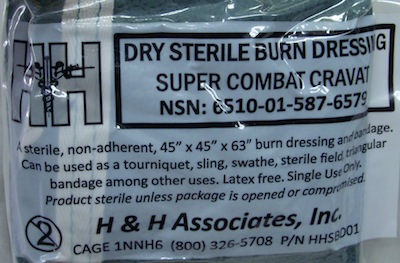 HH
DRY STERILE BURN DRESSING
SUPER COMBAT CRAVAT
NSN: 6510-01-587-6579
A sterile, non-adherent, 45” x 45” x 63” burn dressing and bandage.
Can be used as a tourniquet, sling, swathe, sterile field, triangular
bandage among other uses. Latex free. Single Use Only.
Product sterile unless package is opened or compromised.
H & H Associates, Inc.
2
CAGE 1NNH6 (800) 326-5708 P/N HHSBD01